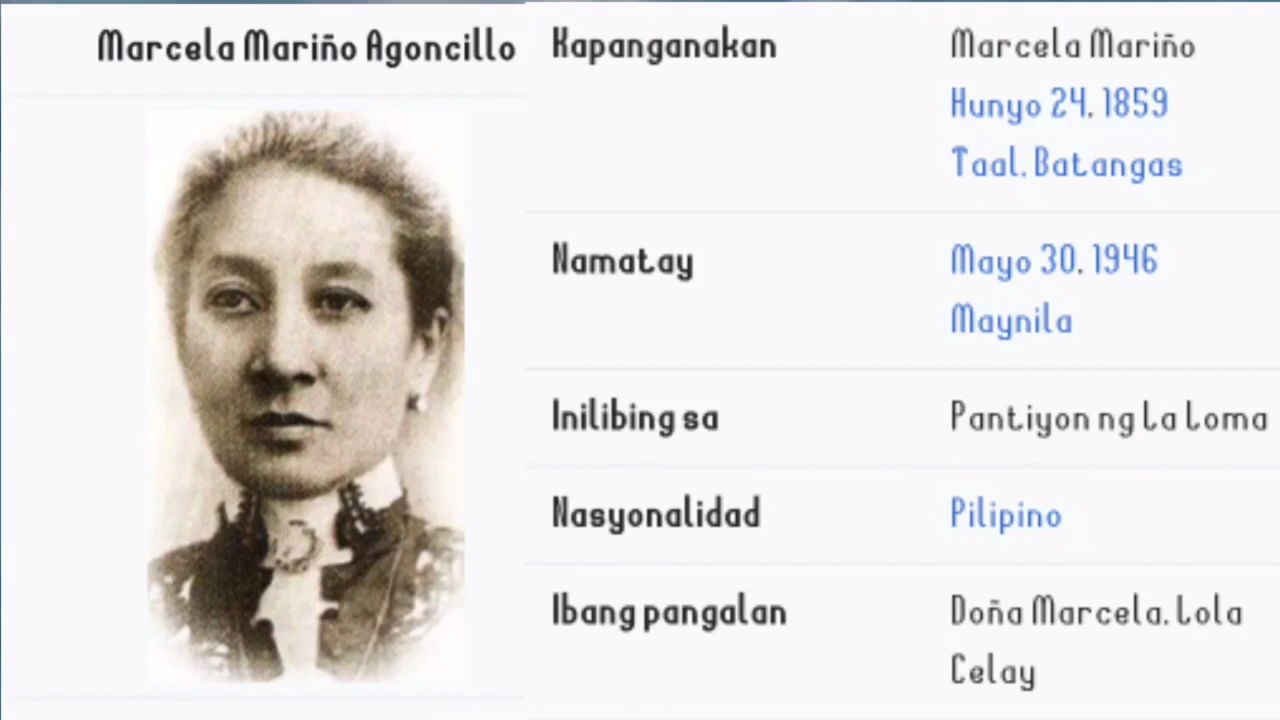 Marcela Mariño Agoncillo
Kapanganakan
Marcela Mariño
Hunyo 24, 1859
Taal, Batangas
Namatay
Mayo 30, 1946
Maynila
Inilibing sa
Pantiyon ng La Loma
Nasyonalidad
Pilipino
Ibang pangalan
Doña Marcela, Lola
Celay